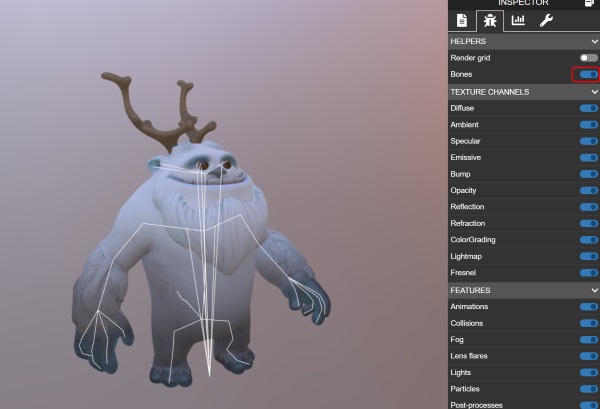 INSPECTOR
HELPERS
Render grid
Bones
TEXTURE CHANNELS
Diffuse
Ambient
Specular
Emissive
Bump
Opacity
Reflection
Refraction
ColorGrading
Lightmap
Fresnel
FEATURES
Animations
Collisions
Fog
Lens flares
Lights
Particles
Post-processes